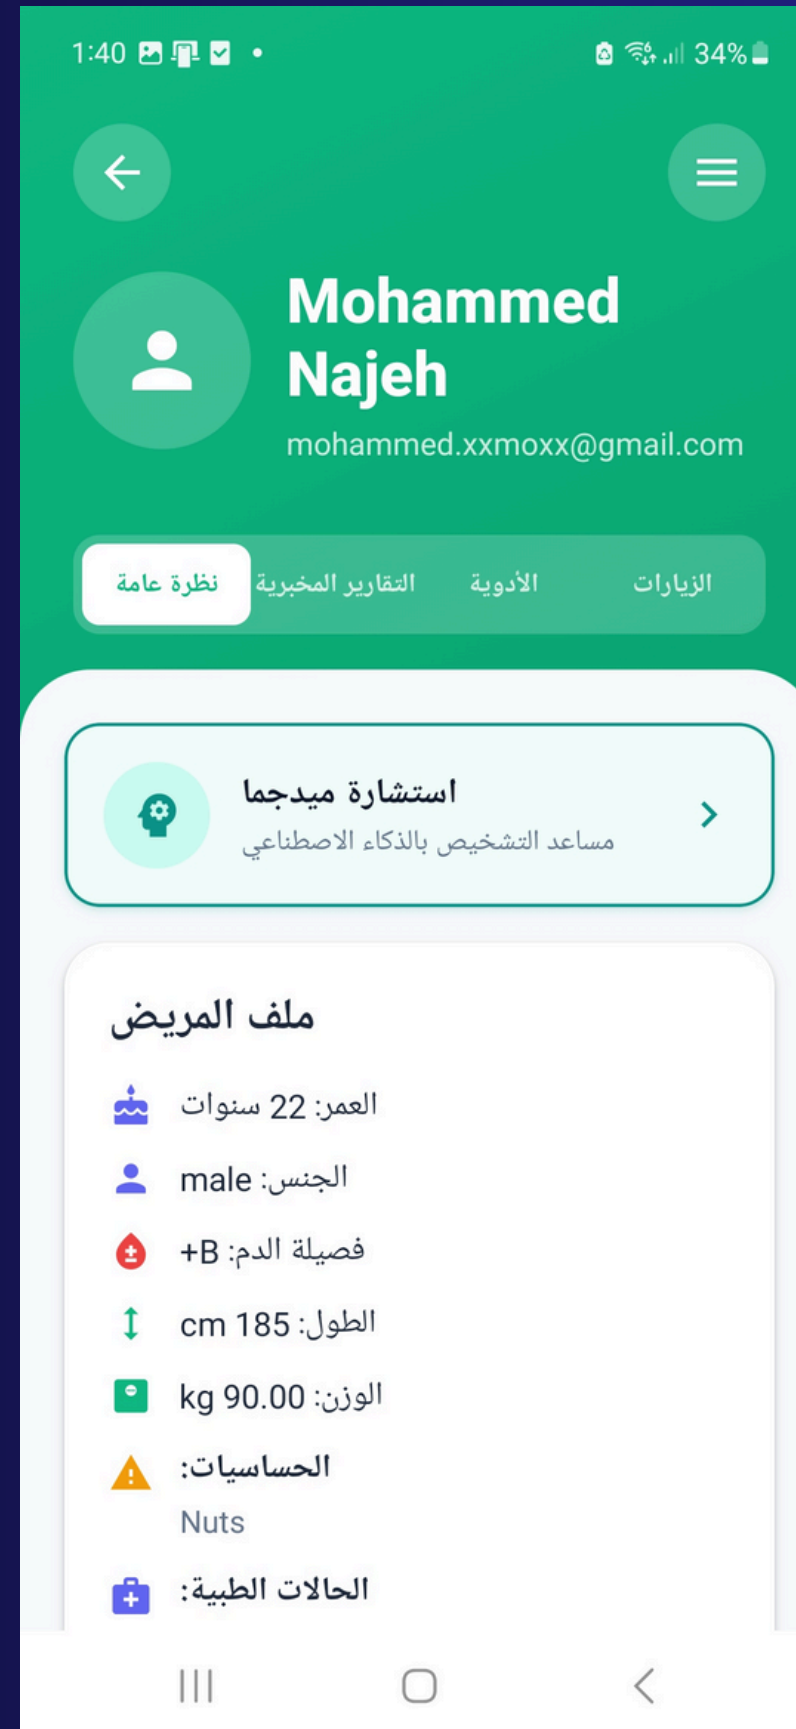 1:40
34%
Mohammed
Najeh
mohammed.xxmoxx@gmail.com
نظرة عامة
التقارير المخبرية
الأدوية
الزيارات
استشارة ميدجما
مساعد التشخيص بالذكاء الاصطناعي
ملف المريض
العمر: 22 سنوات
الجنس: male
فصيلة الدم: B+
الطول: 185 cm
الوزن: 90.00 kg
الحساسيات:
Nuts
الحالات الطبية: